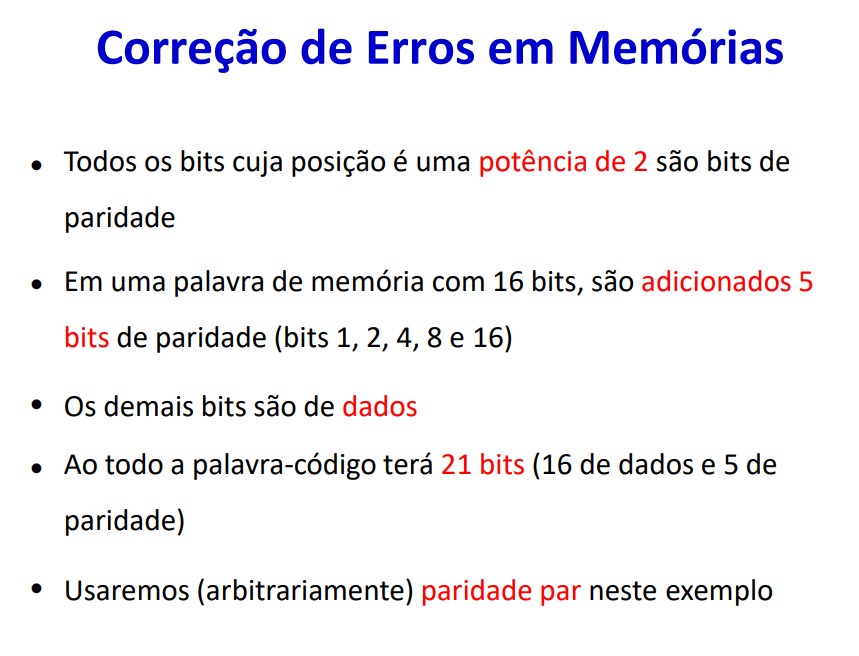 Correção de Erros em Memórias
• Todos os bits cuja posição é uma potência de 2 são bits de
paridade
• Em uma palavra de memória com 16 bits, são adicionados 5
bits de paridade (bits 1, 2, 4, 8 e 16)
• Os demais bits são de dados
• Ao todo a palavra-código terá 21 bits (16 de dados e 5 de
paridade)
• Usaremos (arbitrariamente) paridade par neste exemplo